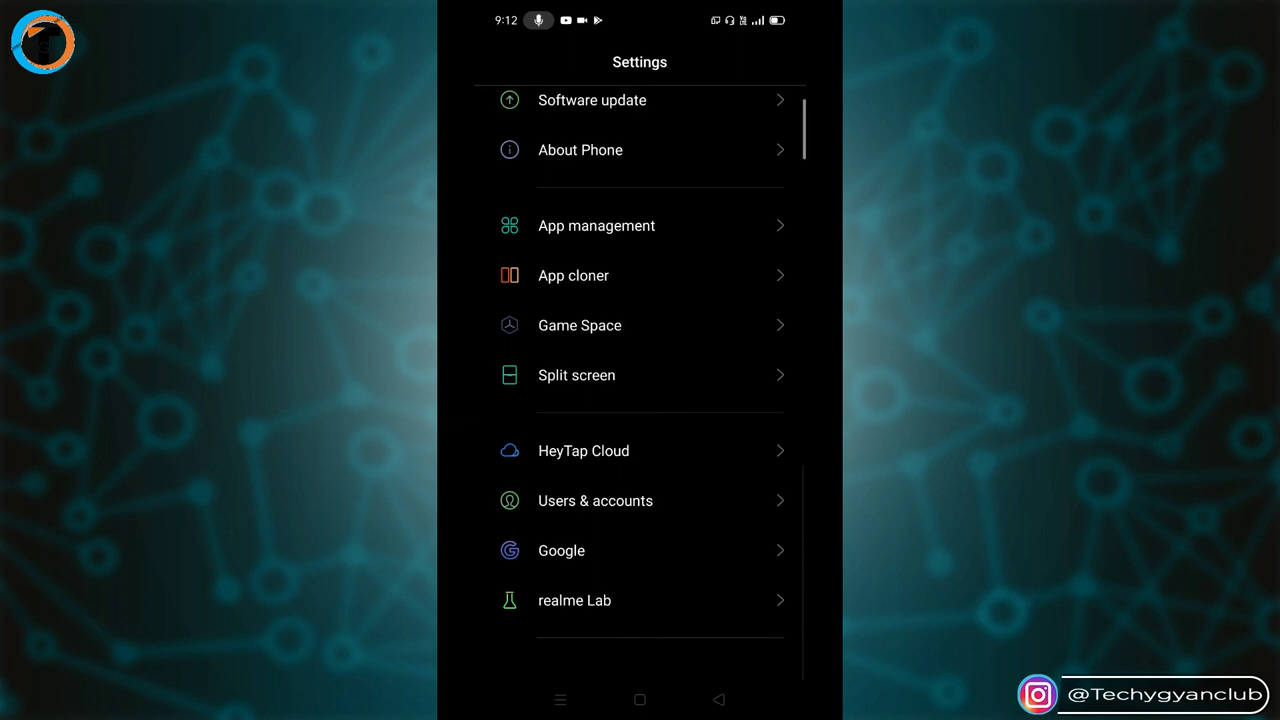 9:12
Settings
Software update
About Phone
App management
App cloner
Game Space
Split screen
HeyTap Cloud
Users & accounts
Google
realme Lab
@Techygyanclub